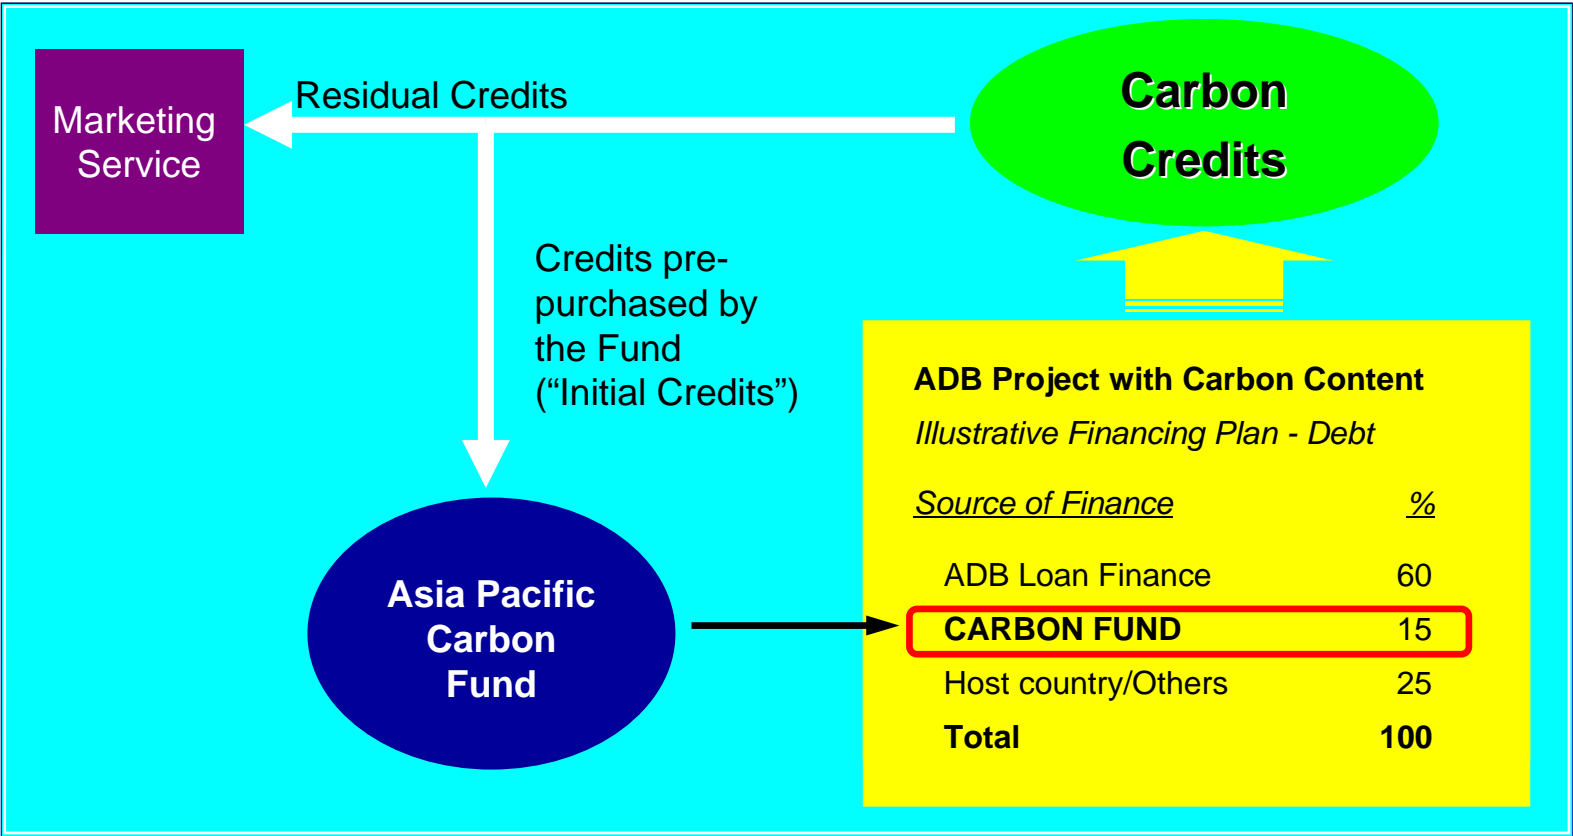 Marketing
Service
Residual Credits
Carbon
Credits
Credits pre-
purchased by
the Fund
(“Initial Credits”)
Asia Pacific
Carbon
Fund
ADB Project with Carbon Content
Illustrative Financing Plan - Debt
Source of Finance %
ADB Loan Finance 60
CARBON FUND 15
Host country/Others 25
Total 100